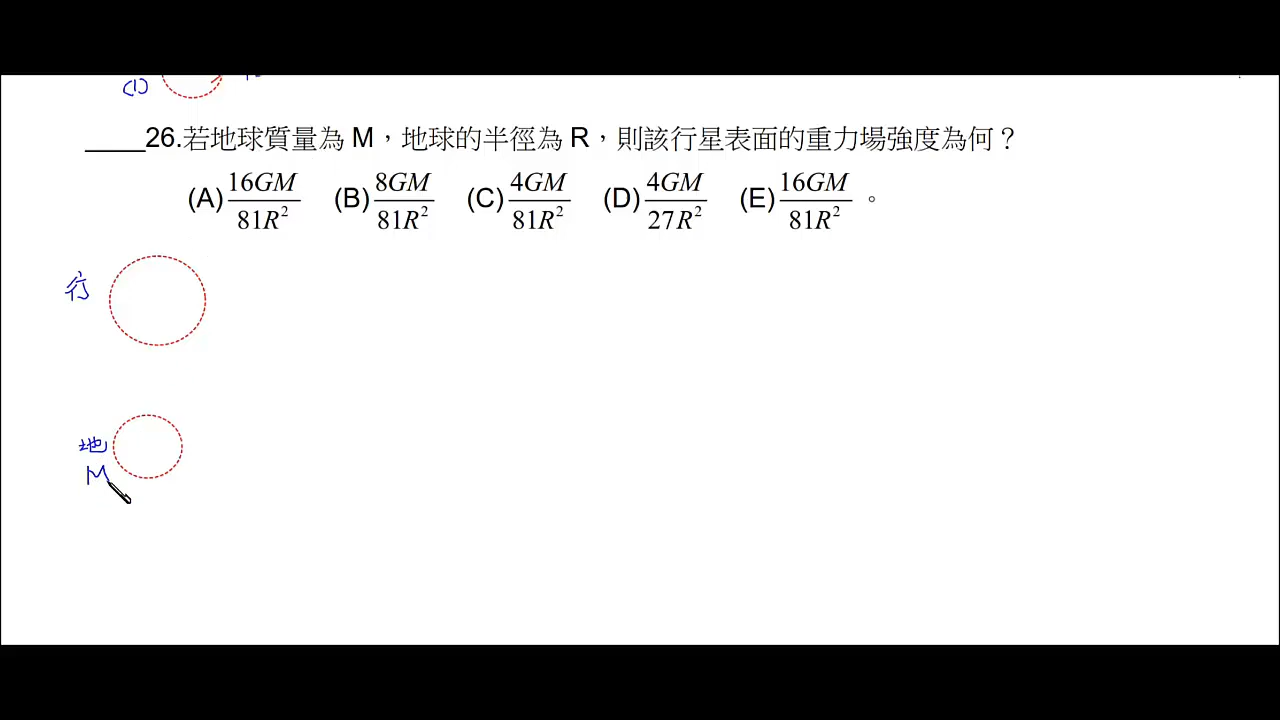 (1)
____26.若地球質量為 M，地球的半徑為 R，則該行星表面的重力場強度為何？
(A) 16GM/81R² (B) 8GM/81R² (C) 4GM/81R² (D) 4GM/27R² (E) 16GM/81R² 。
行
地
M